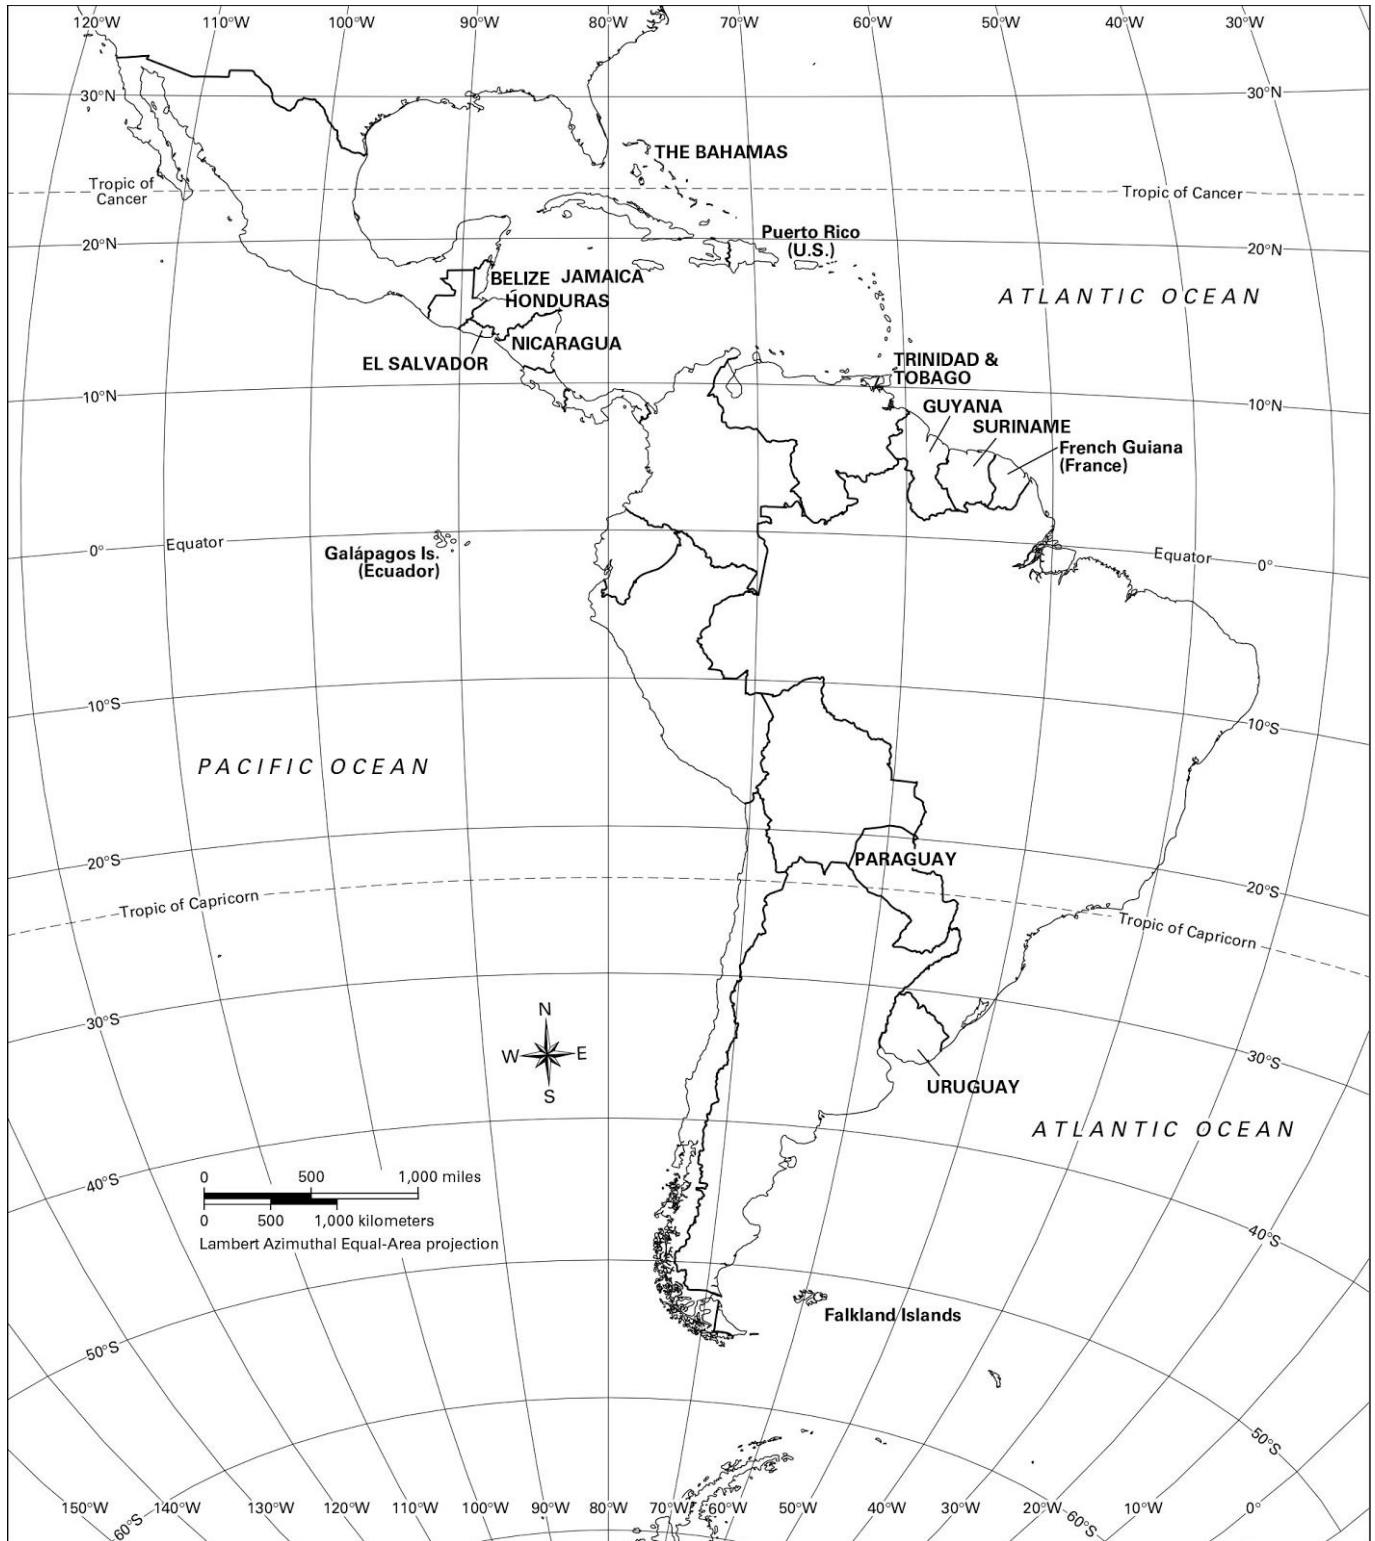 120°W 110°W 100°W 90°W 80°W 70°W 60°W 50°W 40°W 30°W
30°N 30°N
THE BAHAMAS
Tropic of
Cancer
Tropic of Cancer
20°N 20°N
Puerto Rico
(U.S.)
BELIZE JAMAICA
HONDURAS
ATLANTIC OCEAN
NICARAGUA
EL SALVADOR
TRINIDAD &
TOBAGO
10°N 10°N
GUYANA
SURINAME
French Guiana
(France)
0° Equator
Galápagos Is.
(Ecuador)
Equator 0°
10°S 10°S
PACIFIC OCEAN
20°S 20°S
PARAGUAY
Tropic of Capricorn
Tropic of Capricorn
30°S 30°S
N
W E
S
URUGUAY
ATLANTIC OCEAN
0 500 1,000 miles
0 500 1,000 kilometers
Lambert Azimuthal Equal-Area projection
40°S 40°S
Falkland Islands
50°S 50°S
150°W 140°W 130°W 120°W 110°W 100°W 90°W 80°W 70°W 60°W 50°W 40°W 30°W 20°W 10°W 0°
60°S 60°S